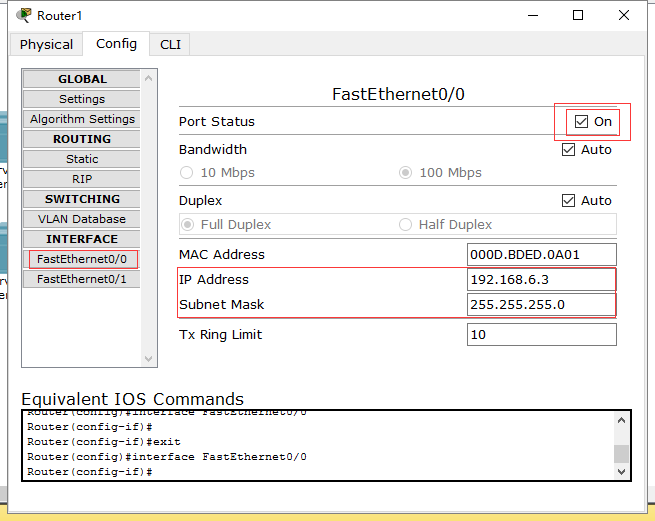 Router1
Physical Config CLI
GLOBAL
Settings
Algorithm Settings
ROUTING
Static
RIP
SWITCHING
VLAN Database
INTERFACE
FastEthernet0/0
FastEthernet0/1
FastEthernet0/0
Port Status On
Bandwidth Auto
10 Mbps 100 Mbps
Duplex Auto
Full Duplex Half Duplex
MAC Address 000D.BDED.0A01
IP Address 192.168.6.3
Subnet Mask 255.255.255.0
Tx Ring Limit 10
Equivalent IOS Commands
Router(config)#interface FastEthernet0/0
Router(config-if)#
Router(config-if)#exit
Router(config)#interface FastEthernet0/0
Router(config-if)#